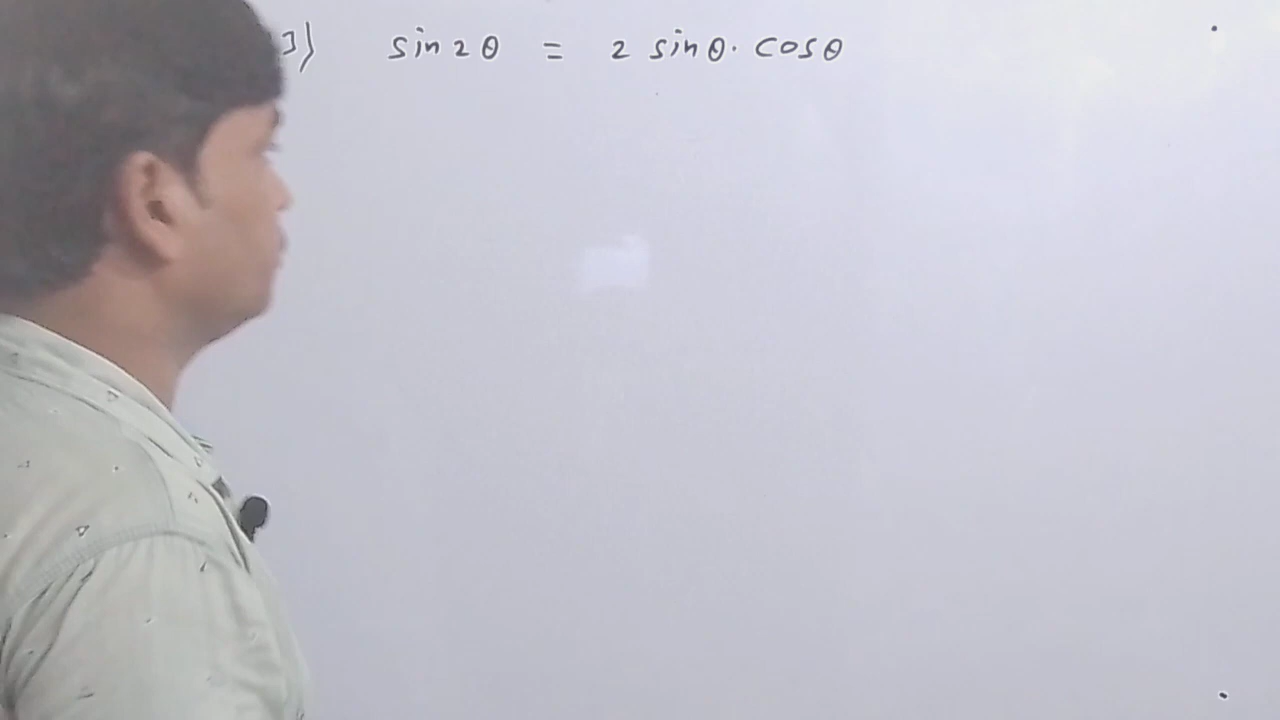 3) sin 2θ = 2 sinθ. cosθ